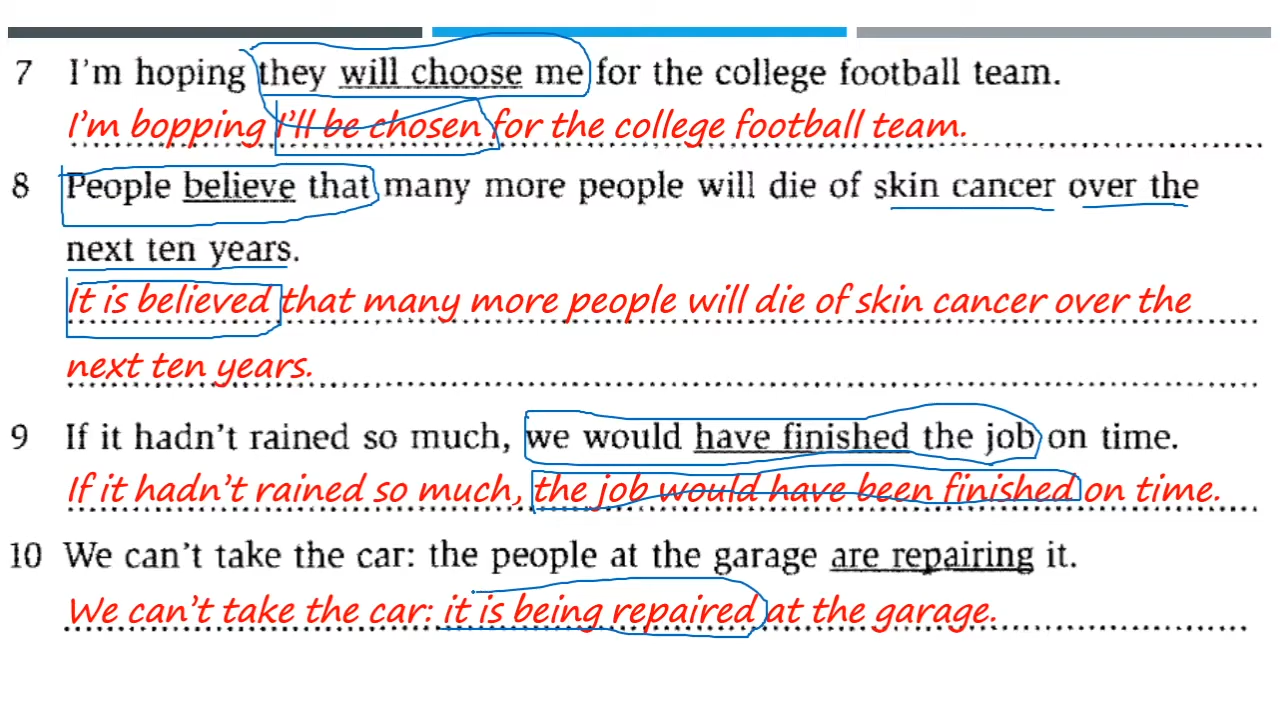 7 I'm hoping they will choose me for the college football team.
I'm bopping I'll be chosen for the college football team.
8 People believe that many more people will die of skin cancer over the
next ten years.
It is believed that many more people will die of skin cancer over the
next ten years.
9 If it hadn't rained so much, we would have finished the job on time.
If it hadn't rained so much, the job would have been finished on time.
10 We can't take the car: the people at the garage are repairing it.
We can't take the car: it is being repaired at the garage.